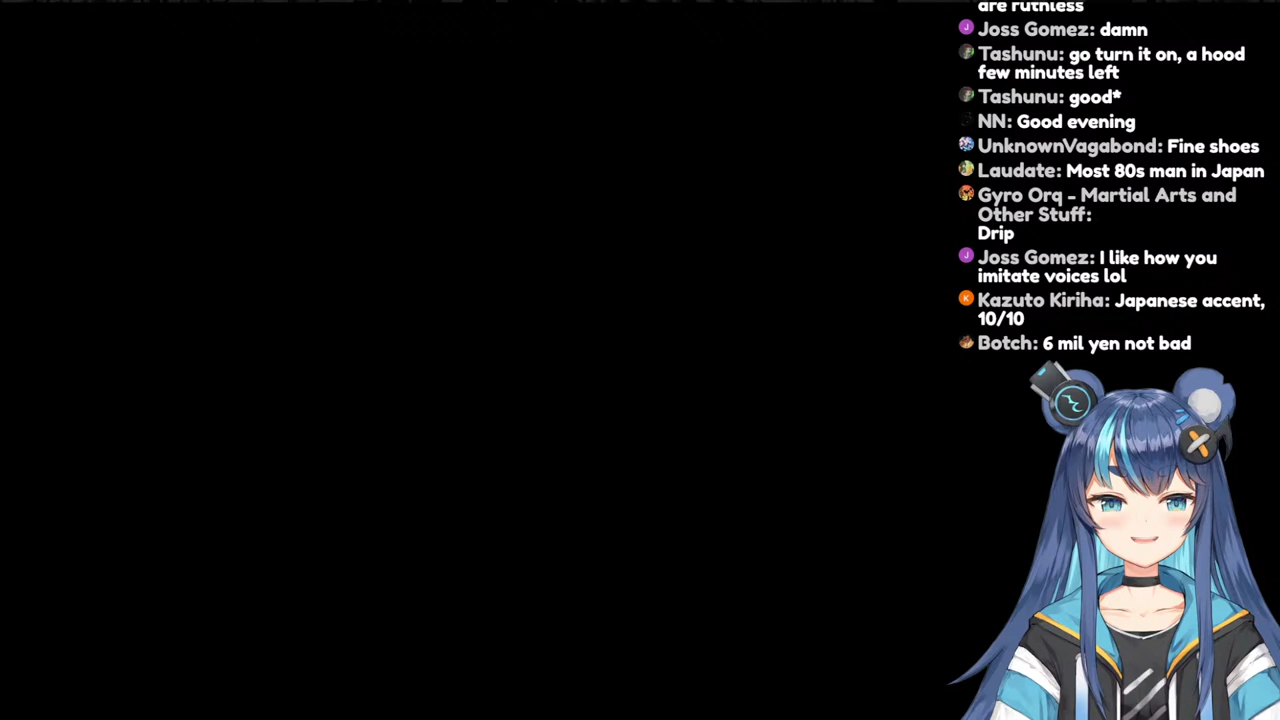 are ruthless
Joss Gomez: damn
Tashunu: go turn it on, a hood
few minutes left
Tashunu: good*
NN: Good evening
UnknownVagabond: Fine shoes
Laudate: Most 80s man in Japan
Gyro Orq - Martial Arts and
Other Stuff:
Drip
Joss Gomez: I like how you
imitate voices lol
Kazuto Kiriha: Japanese accent,
10/10
Botch: 6 mil yen not bad